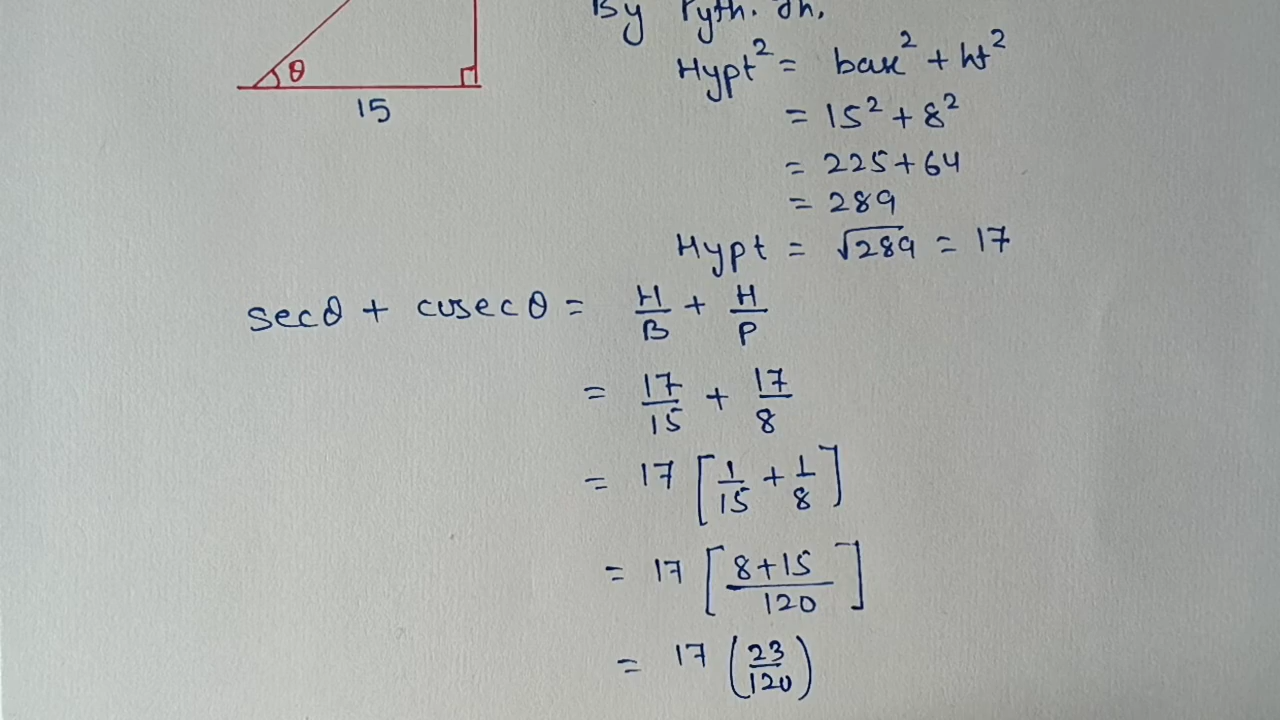 By Pyth. Th.
θ
15
Hypt² = base² + ht²
= 15² + 8²
= 225 + 64
= 289
Hypt = √289 = 17
secθ + cosecθ = H/B + H/P
= 17/15 + 17/8
= 17 [1/15 + 1/8]
= 17 [8+15/120]
= 17 (23/120)